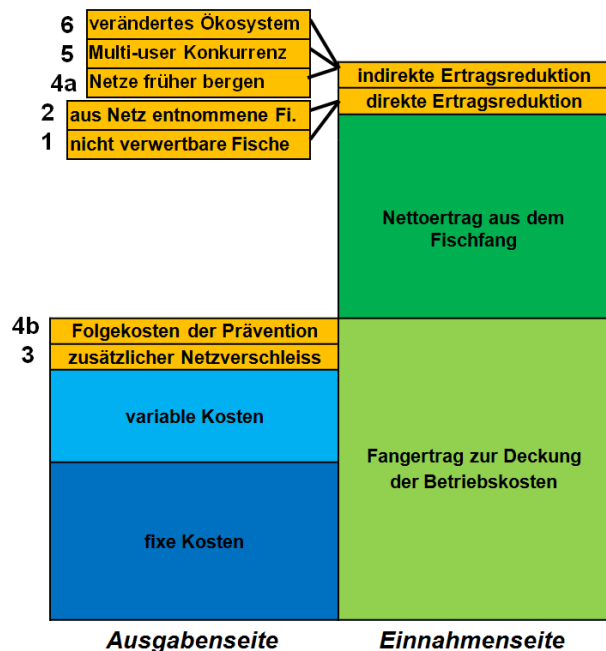 6 verändertes Ökosystem
5 Multi-user Konkurrenz
4a Netze früher bergen
2 aus Netz entnommene Fi.
1 nicht verwertbare Fische
indirekte Ertragsreduktion
direkte Ertragsreduktion
Nettoertrag aus dem
Fischfang
4b Folgekosten der Prävention
3 zusätzlicher Netzverschleiss
variable Kosten
fixe Kosten
Fangertrag zur Deckung
der Betriebskosten
Ausgabenseite
Einnahmenseite